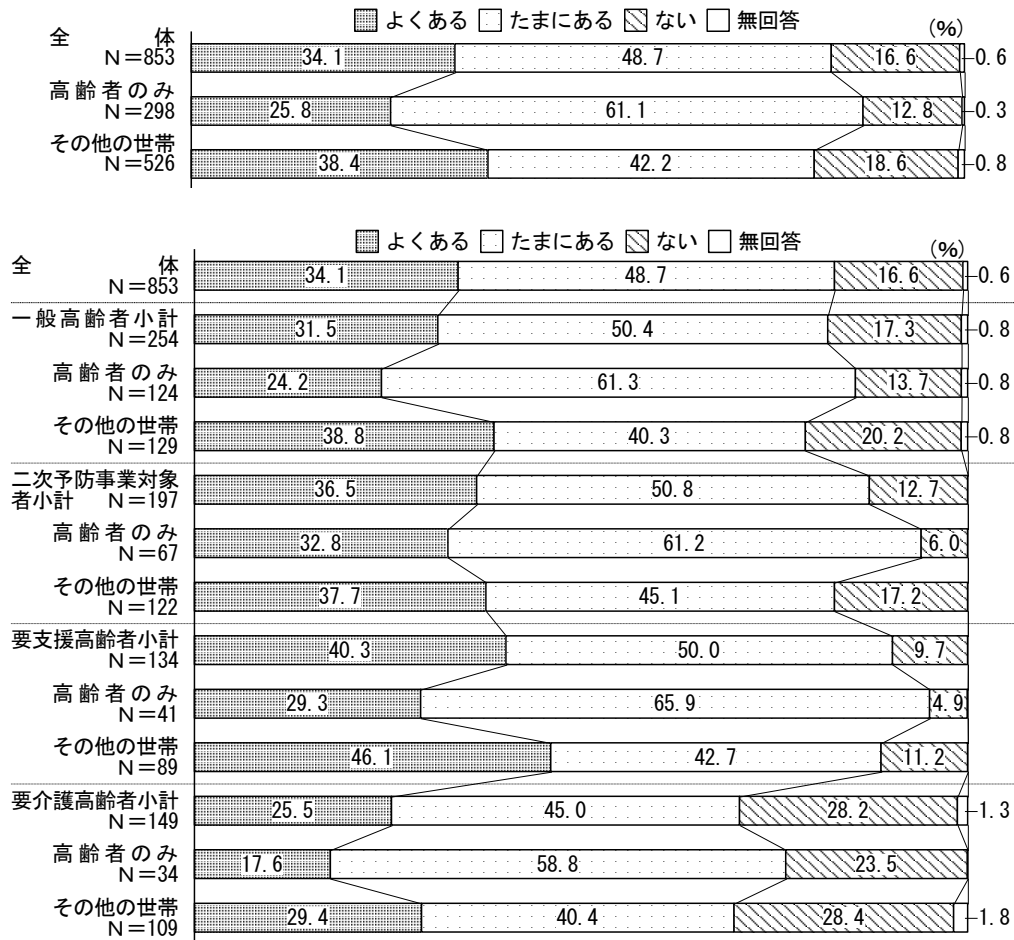 よくある たまにある ない 無回答
(%)
全体
N=853
34.1 48.7 16.6 0.6
高齢者のみ
N=298
25.8 61.1 12.8 0.3
その他の世帯
N=526
38.4 42.2 18.6 0.8
よくある たまにある ない 無回答
(%)
全体
N=853
34.1 48.7 16.6 0.6
一般高齢者小計
N=254
31.5 50.4 17.3 0.8
高齢者のみ
N=124
24.2 61.3 13.7 0.8
その他の世帯
N=129
38.8 40.3 20.2 0.8
二次予防事業対象
者小計 N=197
36.5 50.8 12.7
高齢者のみ
N=67
32.8 61.2 6.0
その他の世帯
N=122
37.7 45.1 17.2
要支援高齢者小計
N=134
40.3 50.0 9.7
高齢者のみ
N=41
29.3 65.9 4.9
その他の世帯
N=89
46.1 42.7 11.2
要介護高齢者小計
N=149
25.5 45.0 28.2 1.3
高齢者のみ
N=34
17.6 58.8 23.5
その他の世帯
N=109
29.4 40.4 28.4 1.8